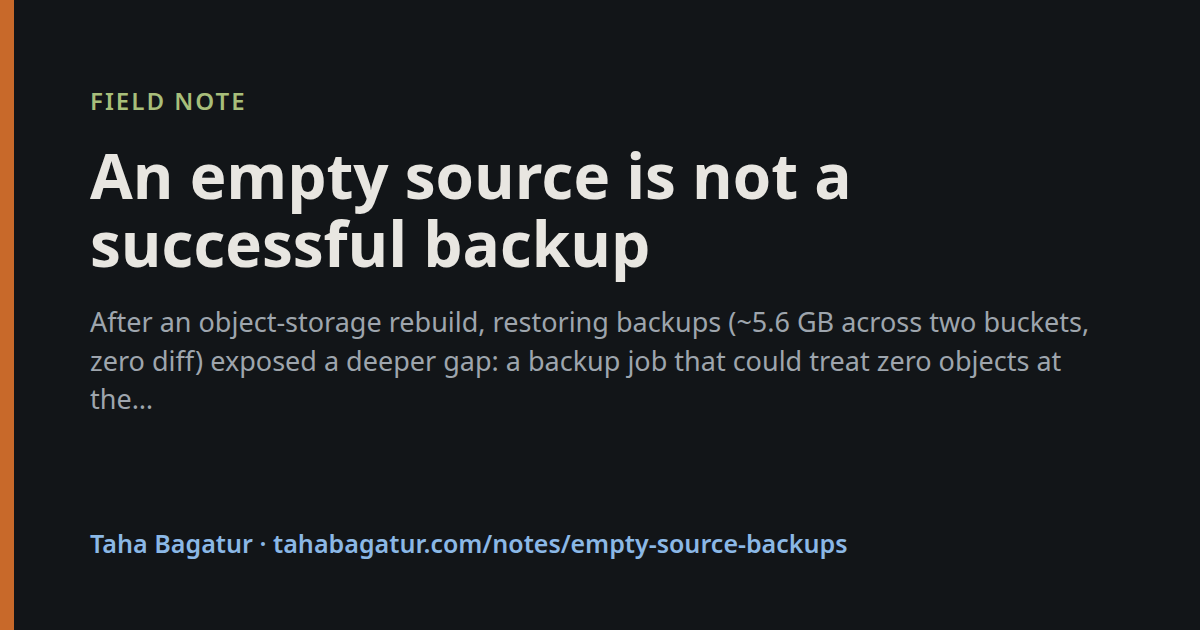 FIELD NOTE
An empty source is not a
successful backup
After an object-storage rebuild, restoring backups (~5.6 GB across two buckets,
zero diff) exposed a deeper gap: a backup job that could treat zero objects at
the…
Taha Bagatur · tahabagatur.com/notes/empty-source-backups